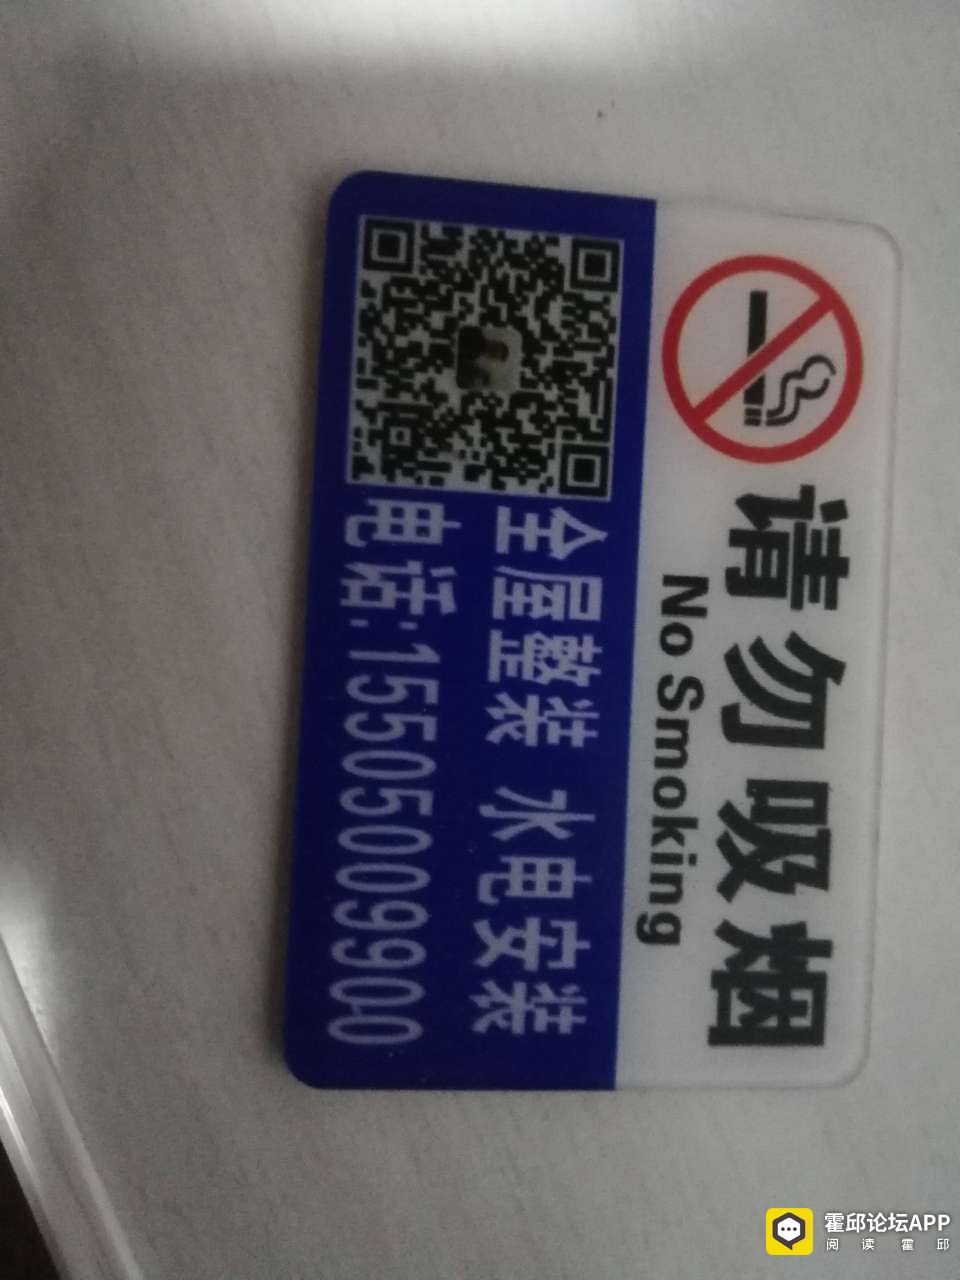 请勿吸烟
No Smoking
全屋整装 水电安装
电话:15505009900
霍邱论坛APP
阅读霍邱